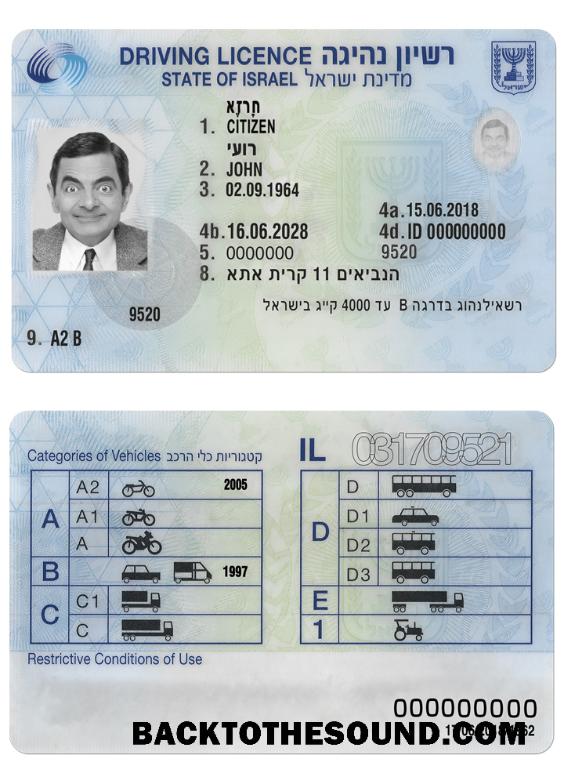 DRIVING LICENCE רשיון נהיגה
STATE OF ISRAEL מדינת ישראל
חָרְזָא
1. CITIZEN
רועי
2. JOHN
3. 02.09.1964
4a. 15.06.2018
4b. 16.06.2028 4d. ID 000000000
5. 0000000 9520
8. הנביאים 11 קרית אתא
רשאילנהוג בדרגה B עד 4000 קייג בישראל
9520
9. A2 B
Categories of Vehicles קטגוריות כלי הרכב
IL 031709521
A
A2 2005
A1
A
B 1997
C
C1
C
D
D
D1
D2
D3
E
1
Restrictive Conditions of Use
000000000
BACKTOTHESOUND.COM